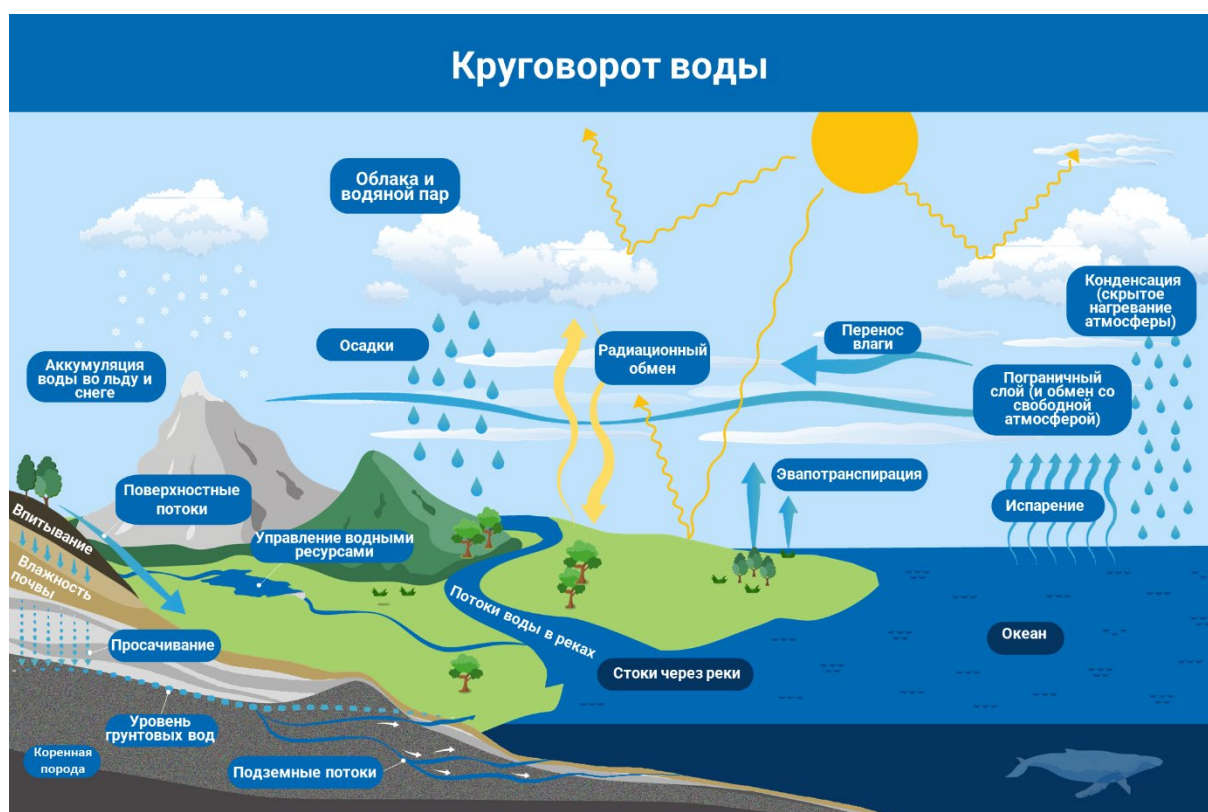 Круговорот воды
Облака и
водяной пар
Конденсация
(скрытое
нагревание
атмосферы)
Осадки
Радиационный
обмен
Перенос
влаги
Аккумуляция
воды во льду и
снеге
Пограничный
слой (и обмен со
свободной
атмосферой)
Эвапотранспирация
Поверхностные
потоки
Испарение
Впитывание
Управление водными
ресурсами
Влажность
почвы
Потоки воды в реках
Океан
Просачивание
Стоки через реки
Уровень
грунтовых вод
Коренная
порода
Подземные потоки